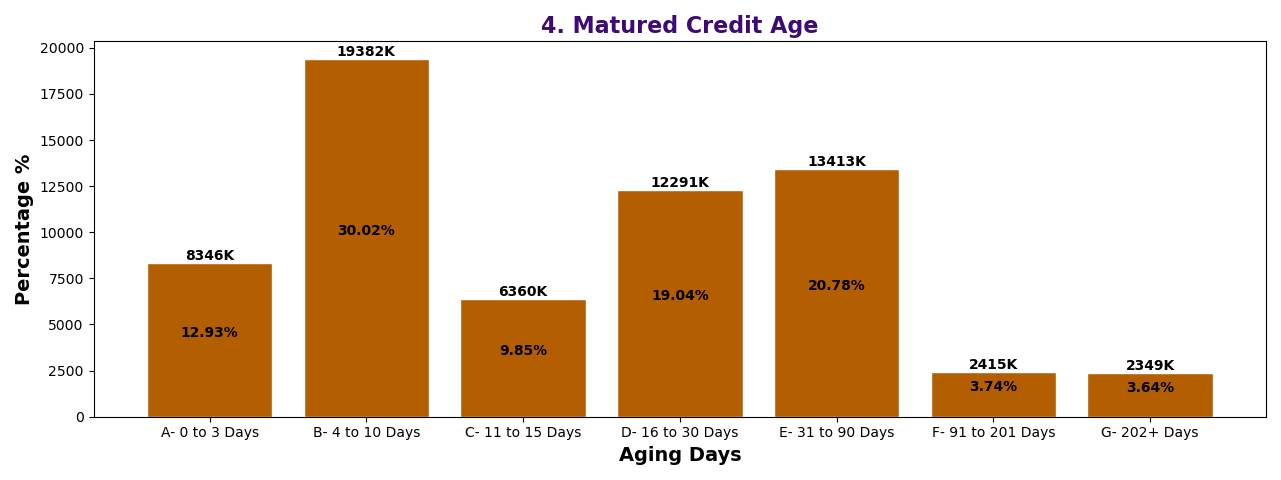 4. Matured Credit Age
Percentage %
20000
17500
15000
12500
10000
7500
5000
2500
0
8346K
19382K
6360K
12291K
13413K
2415K
2349K
12.93%
30.02%
9.85%
19.04%
20.78%
3.74%
3.64%
A- 0 to 3 Days
B- 4 to 10 Days
C- 11 to 15 Days
D- 16 to 30 Days
E- 31 to 90 Days
F- 91 to 201 Days
G- 202+ Days
Aging Days